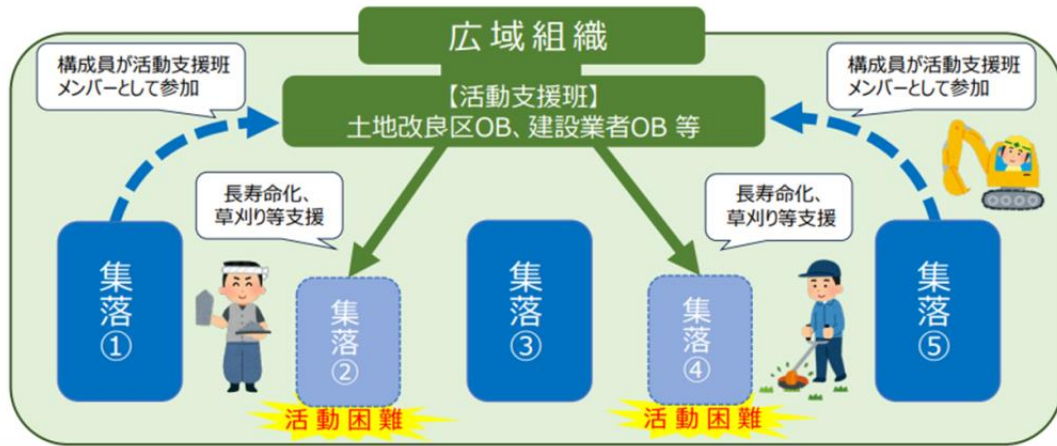 広域組織
構成員が活動支援班
メンバーとして参加
構成員が活動支援班
メンバーとして参加
【活動支援班】
土地改良区OB、建設業者OB 等
長寿命化、
草刈り等支援
長寿命化、
草刈り等支援
集落①
集落②
集落③
集落④
集落⑤
活動困難
活動困難